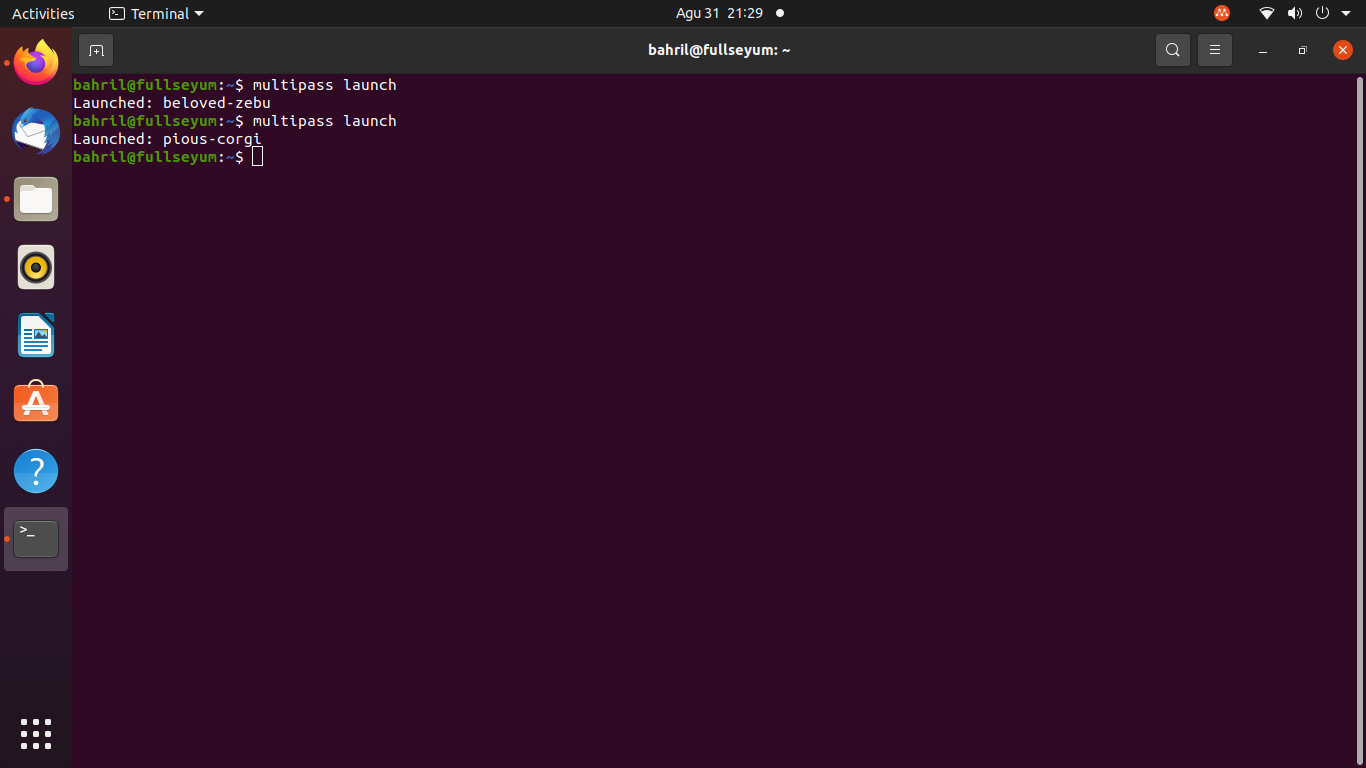 Activities
Terminal
Agu 31 21:29
bahril@fullseyum: ~
bahril@fullseyum:~$ multipass launch
Launched: beloved-zebu
bahril@fullseyum:~$ multipass launch
Launched: pious-corgi
bahril@fullseyum:~$